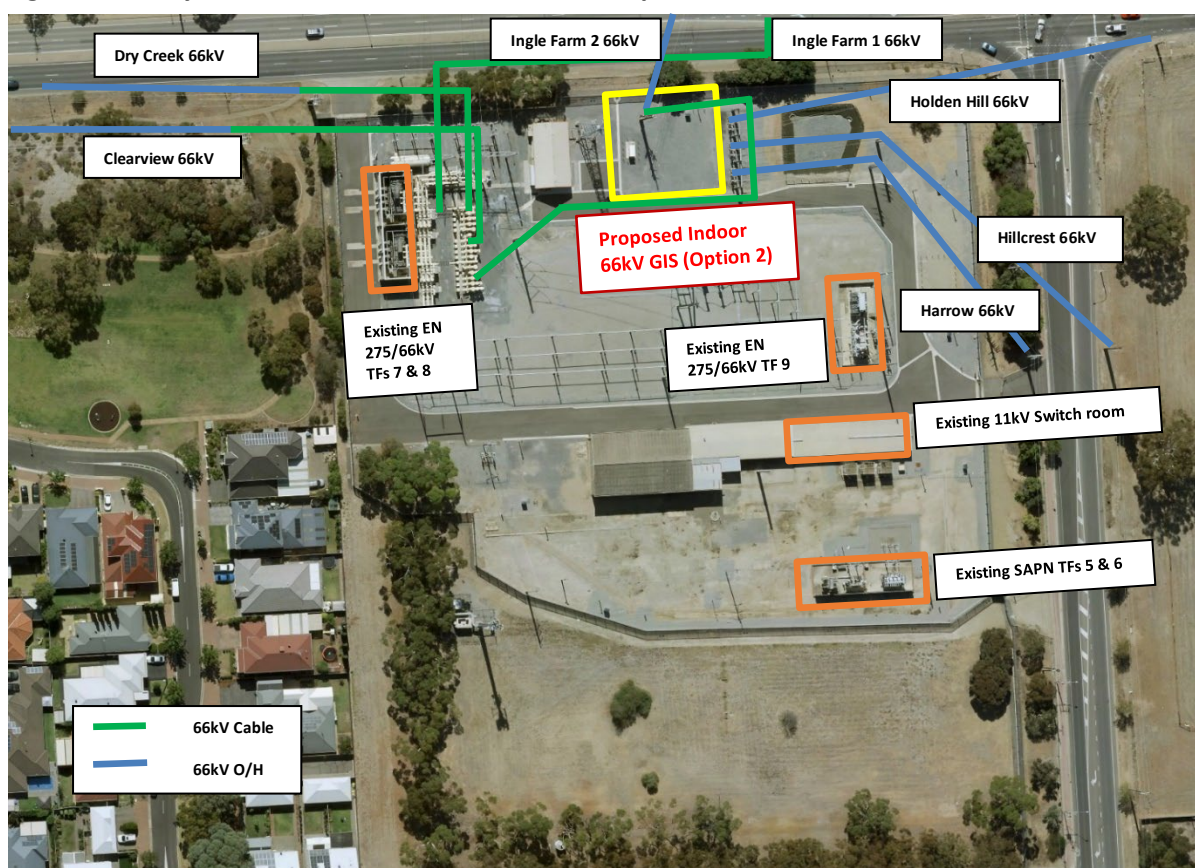 Dry Creek 66kV
Ingle Farm 2 66kV
Ingle Farm 1 66kV
Holden Hill 66kV
Clearview 66kV
Proposed Indoor
66kV GIS (Option 2)
Hillcrest 66kV
Harrow 66kV
Existing EN
275/66kV
TFs 7 & 8
Existing EN
275/66kV TF 9
Existing 11kV Switch room
Existing SAPN TFs 5 & 6
66kV Cable
66kV O/H